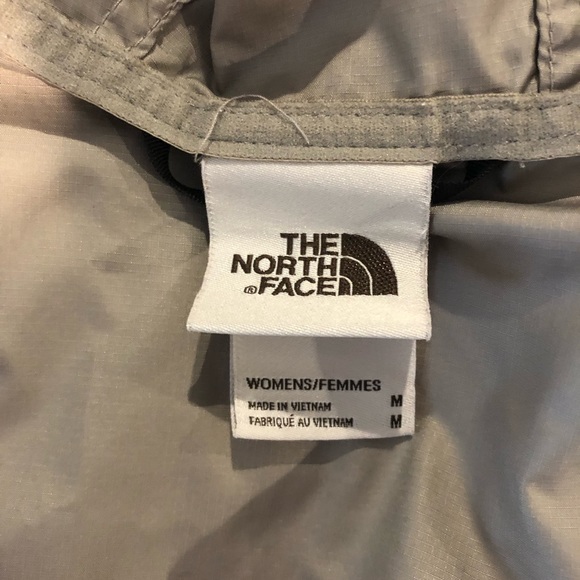 THE
NORTH
® FACE
WOMENS/FEMMES
MADE IN VIETNAM M
FABRIQUÉ AU VIETNAM M